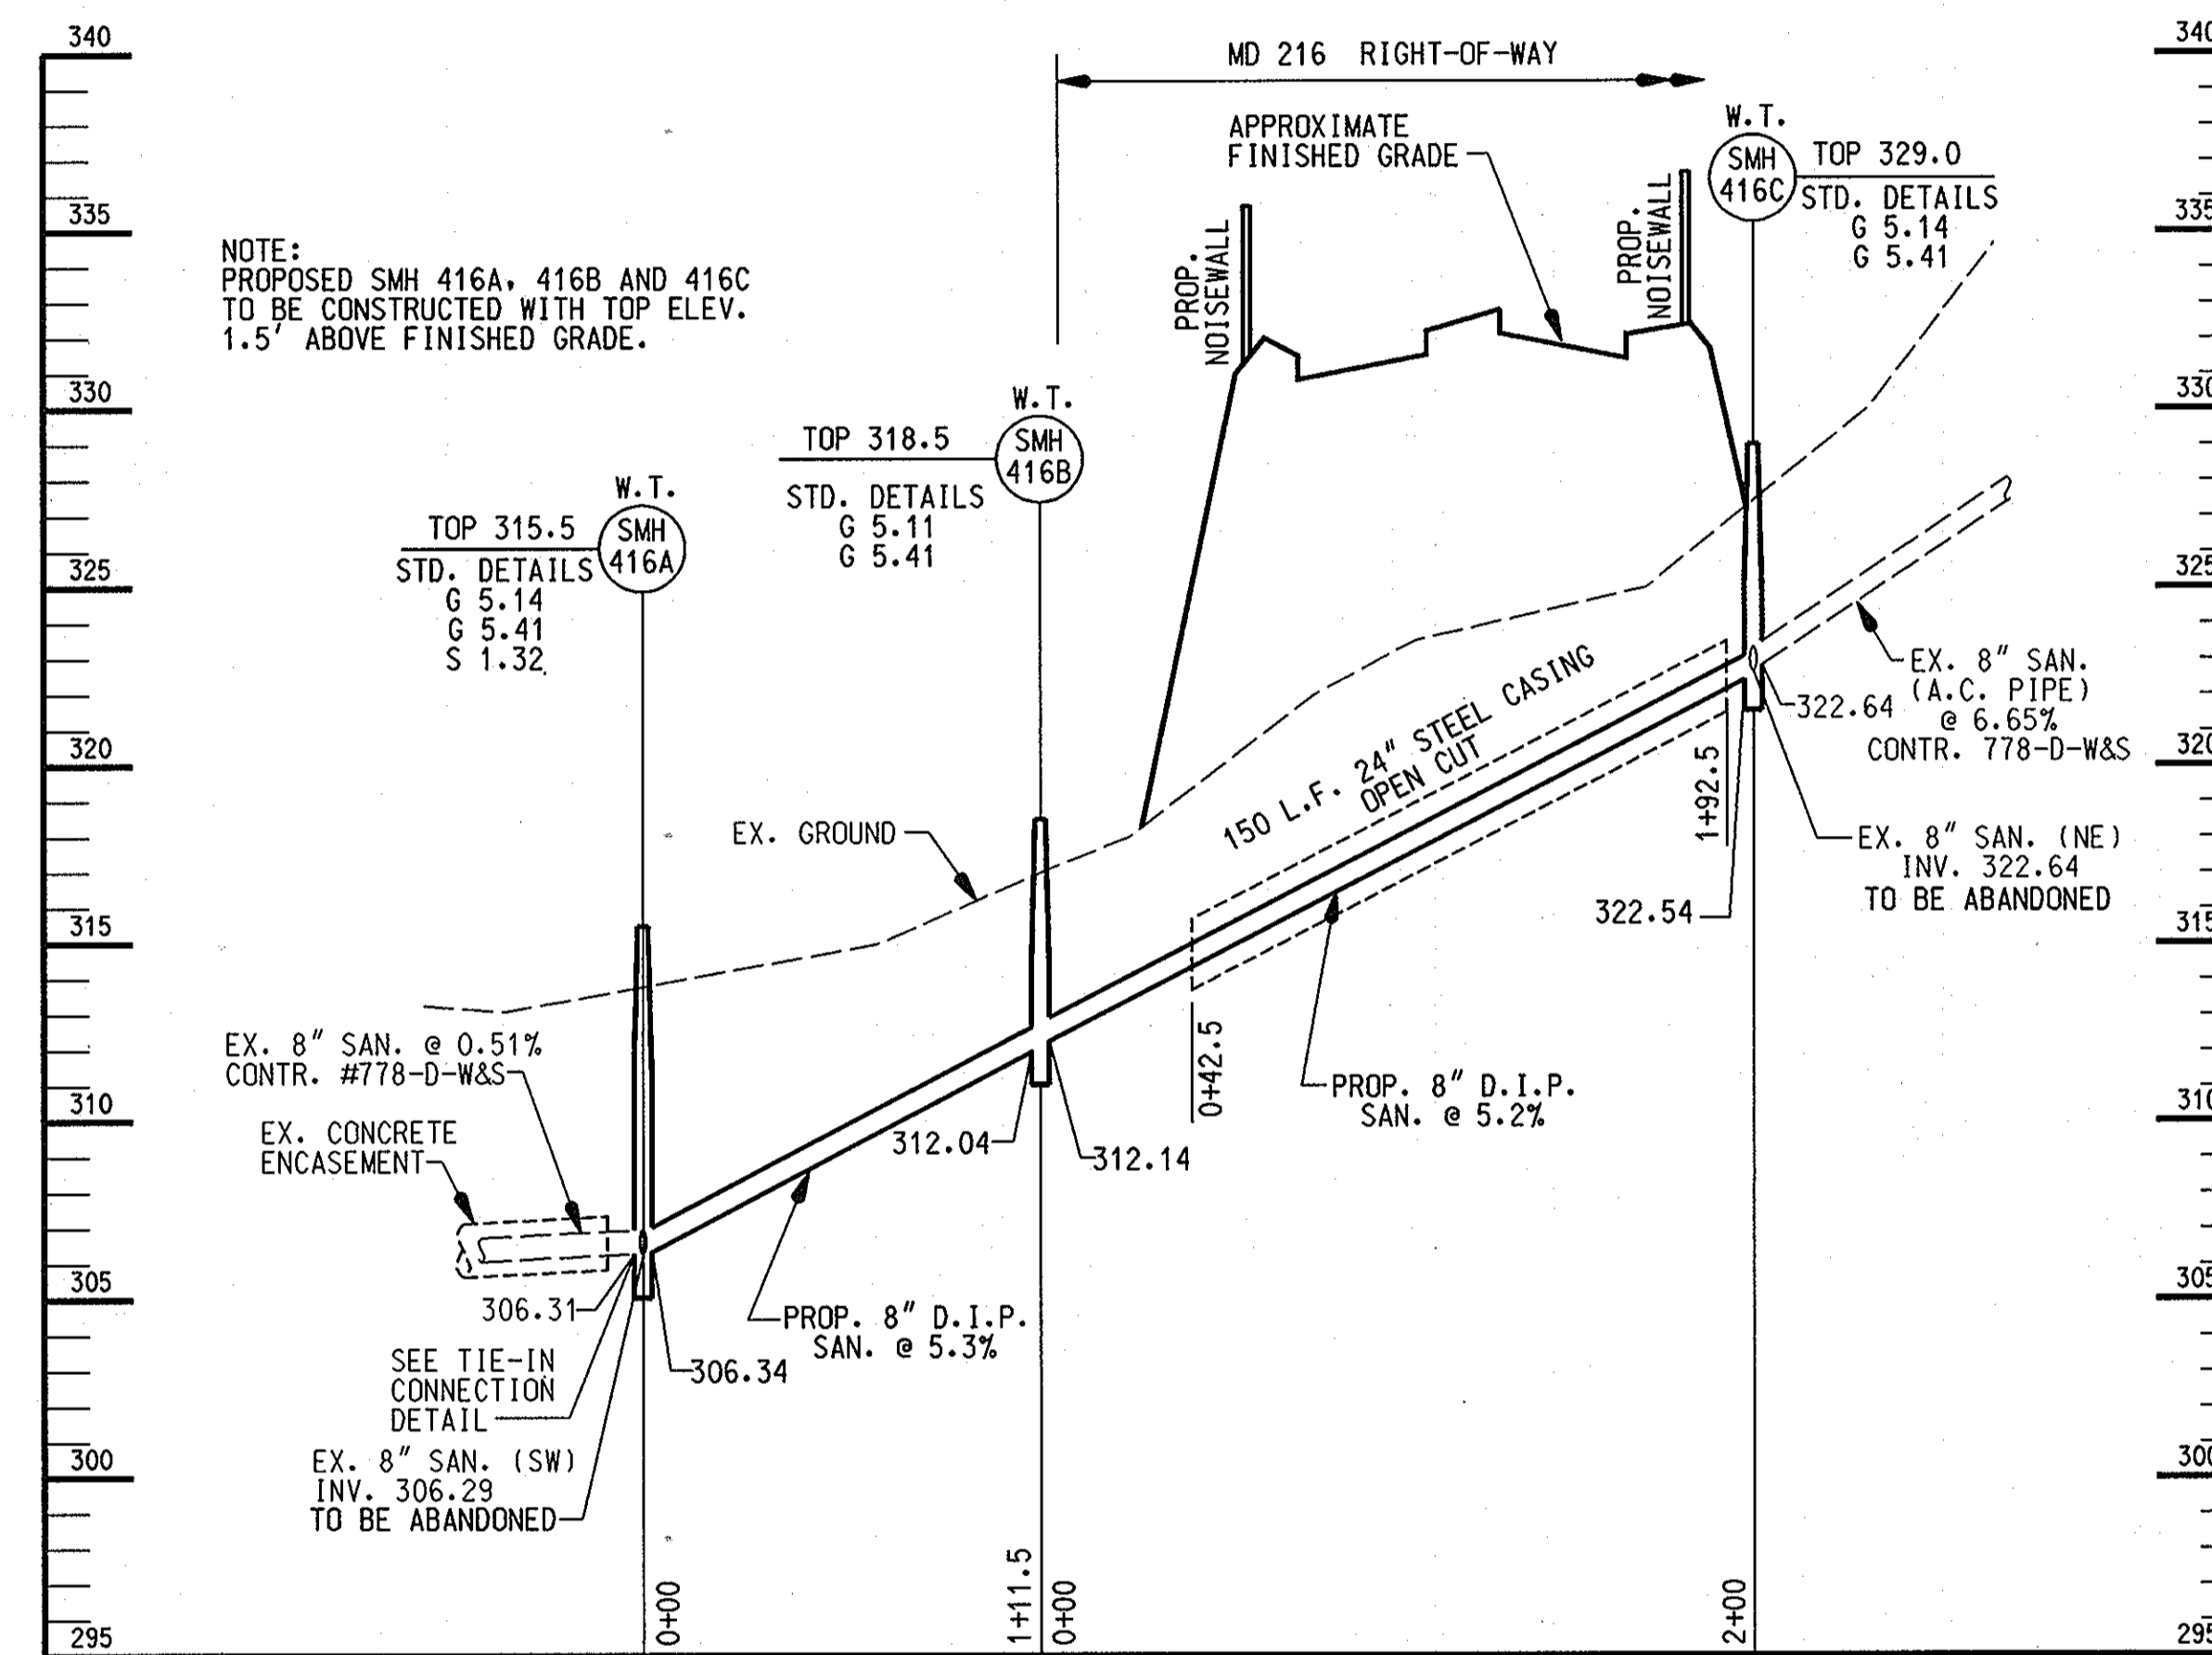 340
335
330
325
320
315
310
305
300
295
NOTE:
PROPOSED SMH 416A, 416B AND 416C
TO BE CONSTRUCTED WITH TOP ELEV.
1.5' ABOVE FINISHED GRADE.
MD 216 RIGHT-OF-WAY
APPROXIMATE
FINISHED GRADE
PROP.
NOISEWALL
PROP.
NOISEWALL
W.T.
SMH
416C
TOP 329.0
STD. DETAILS
G 5.14
G 5.41
W.T.
SMH
416B
TOP 318.5
STD. DETAILS
G 5.11
G 5.41
W.T.
SMH
416A
TOP 315.5
STD. DETAILS
G 5.14
G 5.41
S 1.32
EX. GROUND
150 L.F. 24" STEEL CASING
OPEN CUT
1+92.5
322.64
EX. 8" SAN.
(A.C. PIPE)
@ 6.65%
CONTR. 778-D-W&S
EX. 8" SAN. (NE)
INV. 322.64
TO BE ABANDONED
322.54
0+42.5
PROP. 8" D.I.P.
SAN. @ 5.2%
312.04
312.14
EX. 8" SAN. @ 0.51%
CONTR. #778-D-W&S
EX. CONCRETE
ENCASEMENT
306.31
PROP. 8" D.I.P.
SAN. @ 5.3%
306.34
SEE TIE-IN
CONNECTION
DETAIL
EX. 8" SAN. (SW)
INV. 306.29
TO BE ABANDONED
0+00
1+11.5
0+00
2+00
340
335
330
325
320
315
310
305
300
295